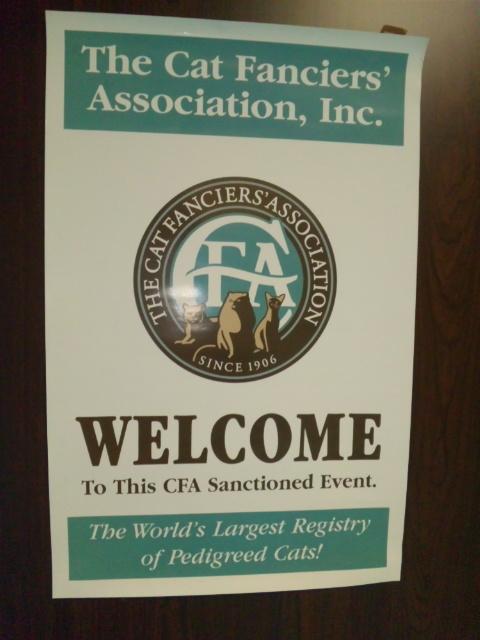 The Cat Fanciers'
Association, Inc.
THE CAT FANCIERS' ASSOCIATION
CFA
SINCE 1906
WELCOME
To This CFA Sanctioned Event.
The World's Largest Registry
of Pedigreed Cats!